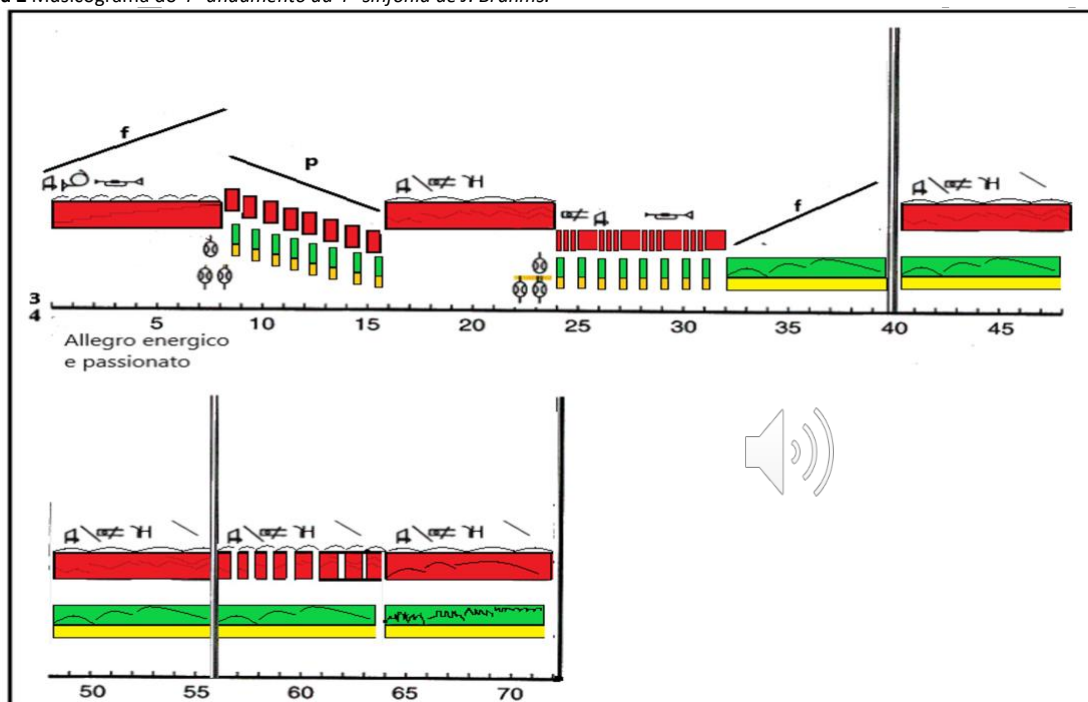 Musicograma do 4º andamento da 4ª sinfonia de J. Brahms.
f
p
f
3
4
5 10 15 20 25 30 35 40 45
Allegro energico
e passionato
50 55 60 65 70